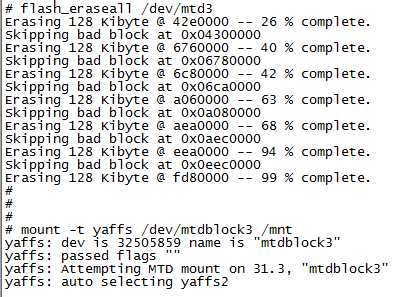 # flash_eraseall /dev/mtd3
Erasing 128 Kibyte @ 42e0000 -- 26 % complete.
Skipping bad block at 0x04300000
Erasing 128 Kibyte @ 6760000 -- 40 % complete.
Skipping bad block at 0x06780000
Erasing 128 Kibyte @ 6c80000 -- 42 % complete.
Skipping bad block at 0x06ca0000
Erasing 128 Kibyte @ a060000 -- 63 % complete.
Skipping bad block at 0x0a080000
Erasing 128 Kibyte @ aea0000 -- 68 % complete.
Skipping bad block at 0x0aec0000
Erasing 128 Kibyte @ eea0000 -- 94 % complete.
Skipping bad block at 0x0eec0000
Erasing 128 Kibyte @ fd80000 -- 99 % complete.
#
#
#
# mount -t yaffs /dev/mtdblock3 /mnt
yaffs: dev is 32505859 name is "mtdblock3"
yaffs: passed flags ""
yaffs: Attempting MTD mount on 31.3, "mtdblock3"
yaffs: auto selecting yaffs2